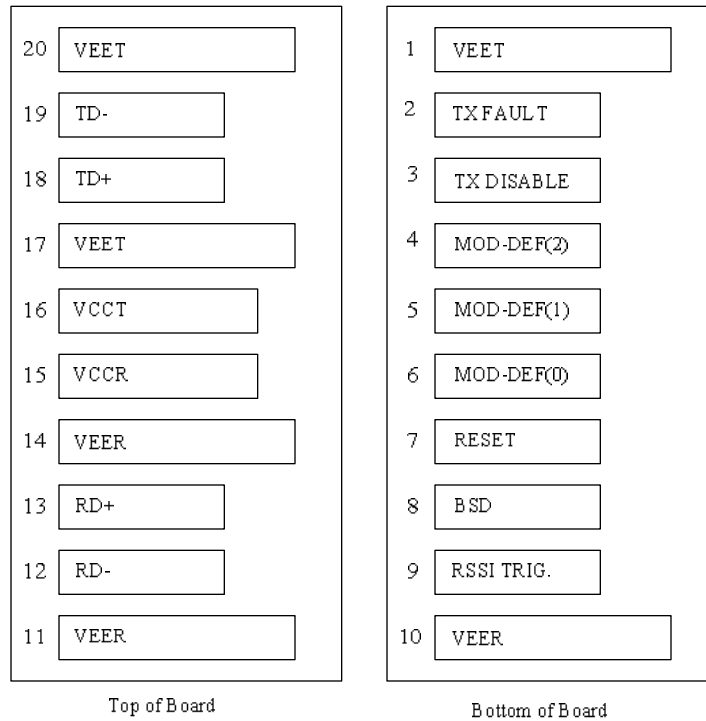 20 VEET
19 TD-
18 TD+
17 VEET
16 VCCT
15 VCCR
14 VEER
13 RD+
12 RD-
11 VEER
Top of Board
1 VEET
2 TX FAULT
3 TX DISABLE
4 MOD-DEF(2)
5 MOD-DEF(1)
6 MOD-DEF(0)
7 RESET
8 BSD
9 RSSI TRIG.
10 VEER
Bottom of Board